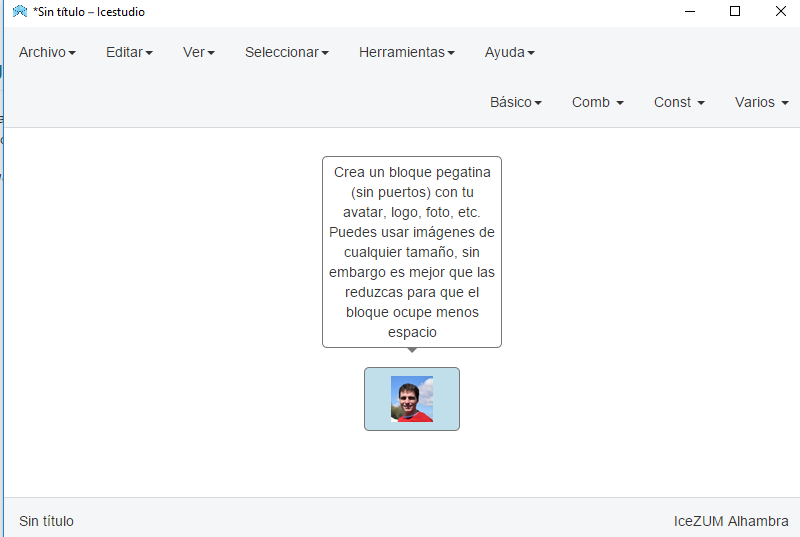 *Sin título – Icestudio
Archivo Editar Ver Seleccionar Herramientas Ayuda
Básico Comb Const Varios
Crea un bloque pegatina
(sin puertos) con tu
avatar, logo, foto, etc.
Puedes usar imágenes de
cualquier tamaño, sin
embargo es mejor que las
reduzcas para que el
bloque ocupe menos
espacio
Sin título IceZUM Alhambra